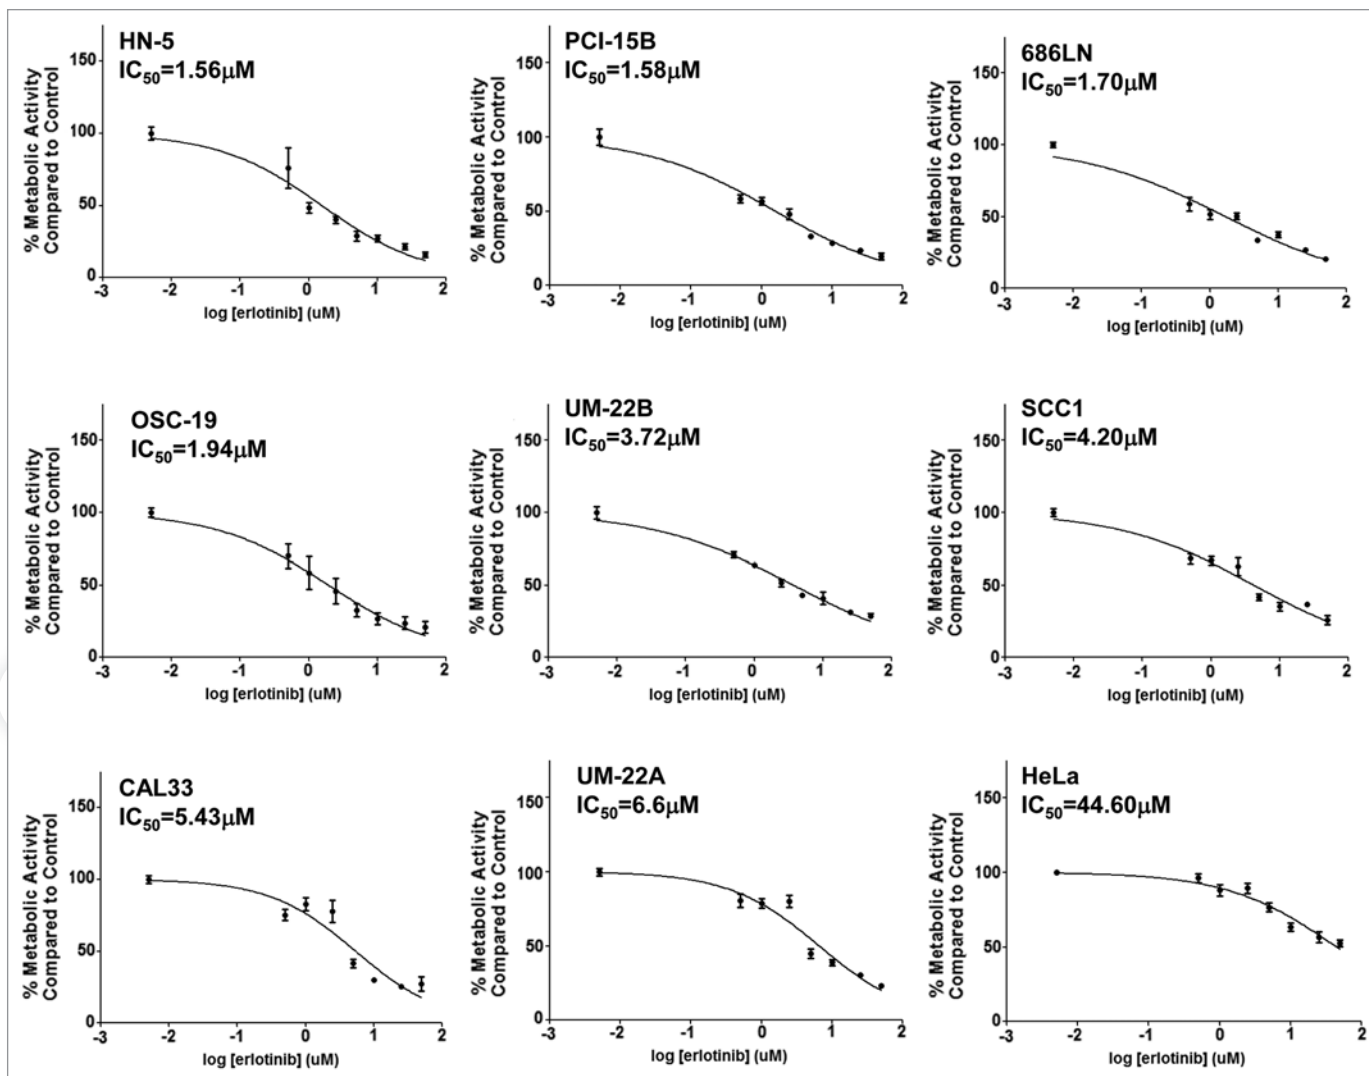 HN-5
IC50=1.56μM
% Metabolic Activity
Compared to Control
150
100
50
0
-3 -2 -1 0 1 2
log [erlotinib] (uM)
PCI-15B
IC50=1.58μM
% Metabolic Activity
Compared to Control
150
100
50
0
-3 -2 -1 0 1 2
log [erlotinib] (uM)
686LN
IC50=1.70μM
% Metabolic Activity
Compared to Control
150
100
50
0
-3 -2 -1 0 1 2
log [erlotinib] (uM)
OSC-19
IC50=1.94μM
% Metabolic Activity
Compared to Control
150
100
50
0
-3 -2 -1 0 1 2
log [erlotinib] (uM)
UM-22B
IC50=3.72μM
% Metabolic Activity
Compared to Control
150
100
50
0
-3 -2 -1 0 1 2
log [erlotinib] (uM)
SCC1
IC50=4.20μM
% Metabolic Activity
Compared to Control
150
100
50
0
-3 -2 -1 0 1 2
log [erlotinib] (uM)
CAL33
IC50=5.43μM
% Metabolic Activity
Compared to Control
150
100
50
0
-3 -2 -1 0 1 2
log [erlotinib] (uM)
UM-22A
IC50=6.6μM
% Metabolic Activity
Compared to Control
150
100
50
0
-3 -2 -1 0 1 2
log [erlotinib] (uM)
HeLa
IC50=44.60μM
% Metabolic Activity
Compared to Control
150
100
50
0
-3 -2 -1 0 1 2
log [erlotinib] (uM)